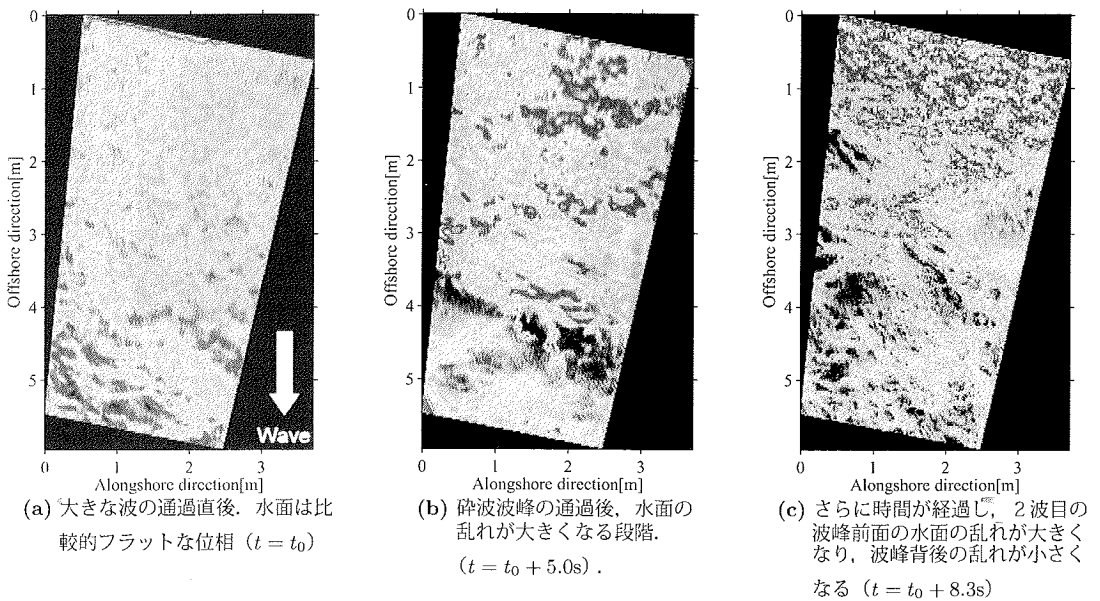 0
1
2
3
4
5
Offshore direction[m]
0 1 2 3
Alongshore direction[m]
Wave
(a) 大きな波の通過直後．水面は比
較的フラットな位相（t = t0）
0
1
2
3
4
5
Offshore direction[m]
0 1 2 3
Alongshore direction[m]
(b) 砕波波峰の通過後，水面の
乱れが大きくなる段階．
（t = t0 + 5.0s）．
0
1
2
3
4
5
Offshore direction[m]
0 1 2 3
Alongshore direction[m]
(c) さらに時間が経過し，２波目の
波峰前面の水面の乱れが大きく
なり，波峰背後の乱れが小さく
なる（t = t0 + 8.3s）